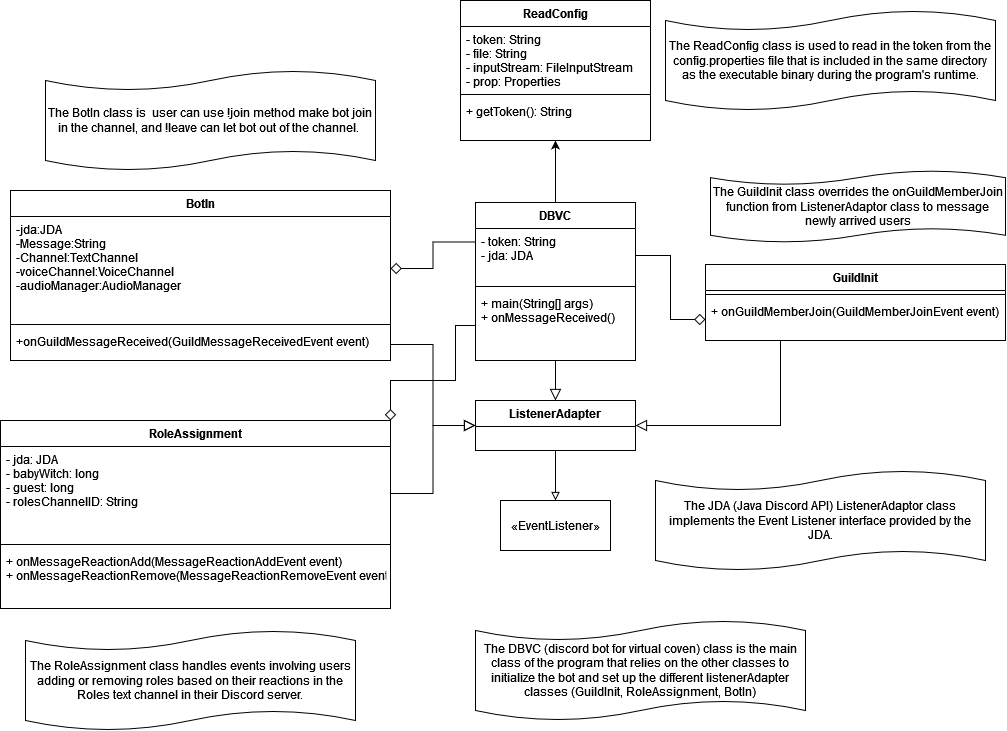 ReadConfig
- token: String
- file: String
- inputStream: FileInputStream
- prop: Properties
+ getToken(): String
The ReadConfig class is used to read in the token from the
config.properties file that is included in the same directory
as the executable binary during the program's runtime.
The BotIn class is  user can use !join method make bot join
in the channel, and !leave can let bot out of the channel.
The GuildInit class overrides the onGuildMemberJoin
function from ListenerAdaptor class to message
newly arrived users
BotIn
-jda:JDA
-Message:String
-Channel:TextChannel
-voiceChannel:VoiceChannel
-audioManager:AudioManager
+onGuildMessageReceived(GuildMessageReceivedEvent event)
DBVC
- token: String
- jda: JDA
+ main(String[] args)
+ onMessageReceived()
GuildInit
+ onGuildMemberJoin(GuildMemberJoinEvent event)
ListenerAdapter
RoleAssignment
- jda: JDA
- babyWitch: long
- guest: long
- rolesChannelID: String
+ onMessageReactionAdd(MessageReactionAddEvent event)
+ onMessageReactionRemove(MessageReactionRemoveEvent event
«EventListener»
The JDA (Java Discord API) ListenerAdaptor class
implements the Event Listener interface provided by the
JDA.
The RoleAssignment class handles events involving users
adding or removing roles based on their reactions in the
Roles text channel in their Discord server.
The DBVC (discord bot for virtual coven) class is the main
class of the program that relies on the other classes to
initialize the bot and set up the different listenerAdapter
classes (GuildInit, RoleAssignment, BotIn)